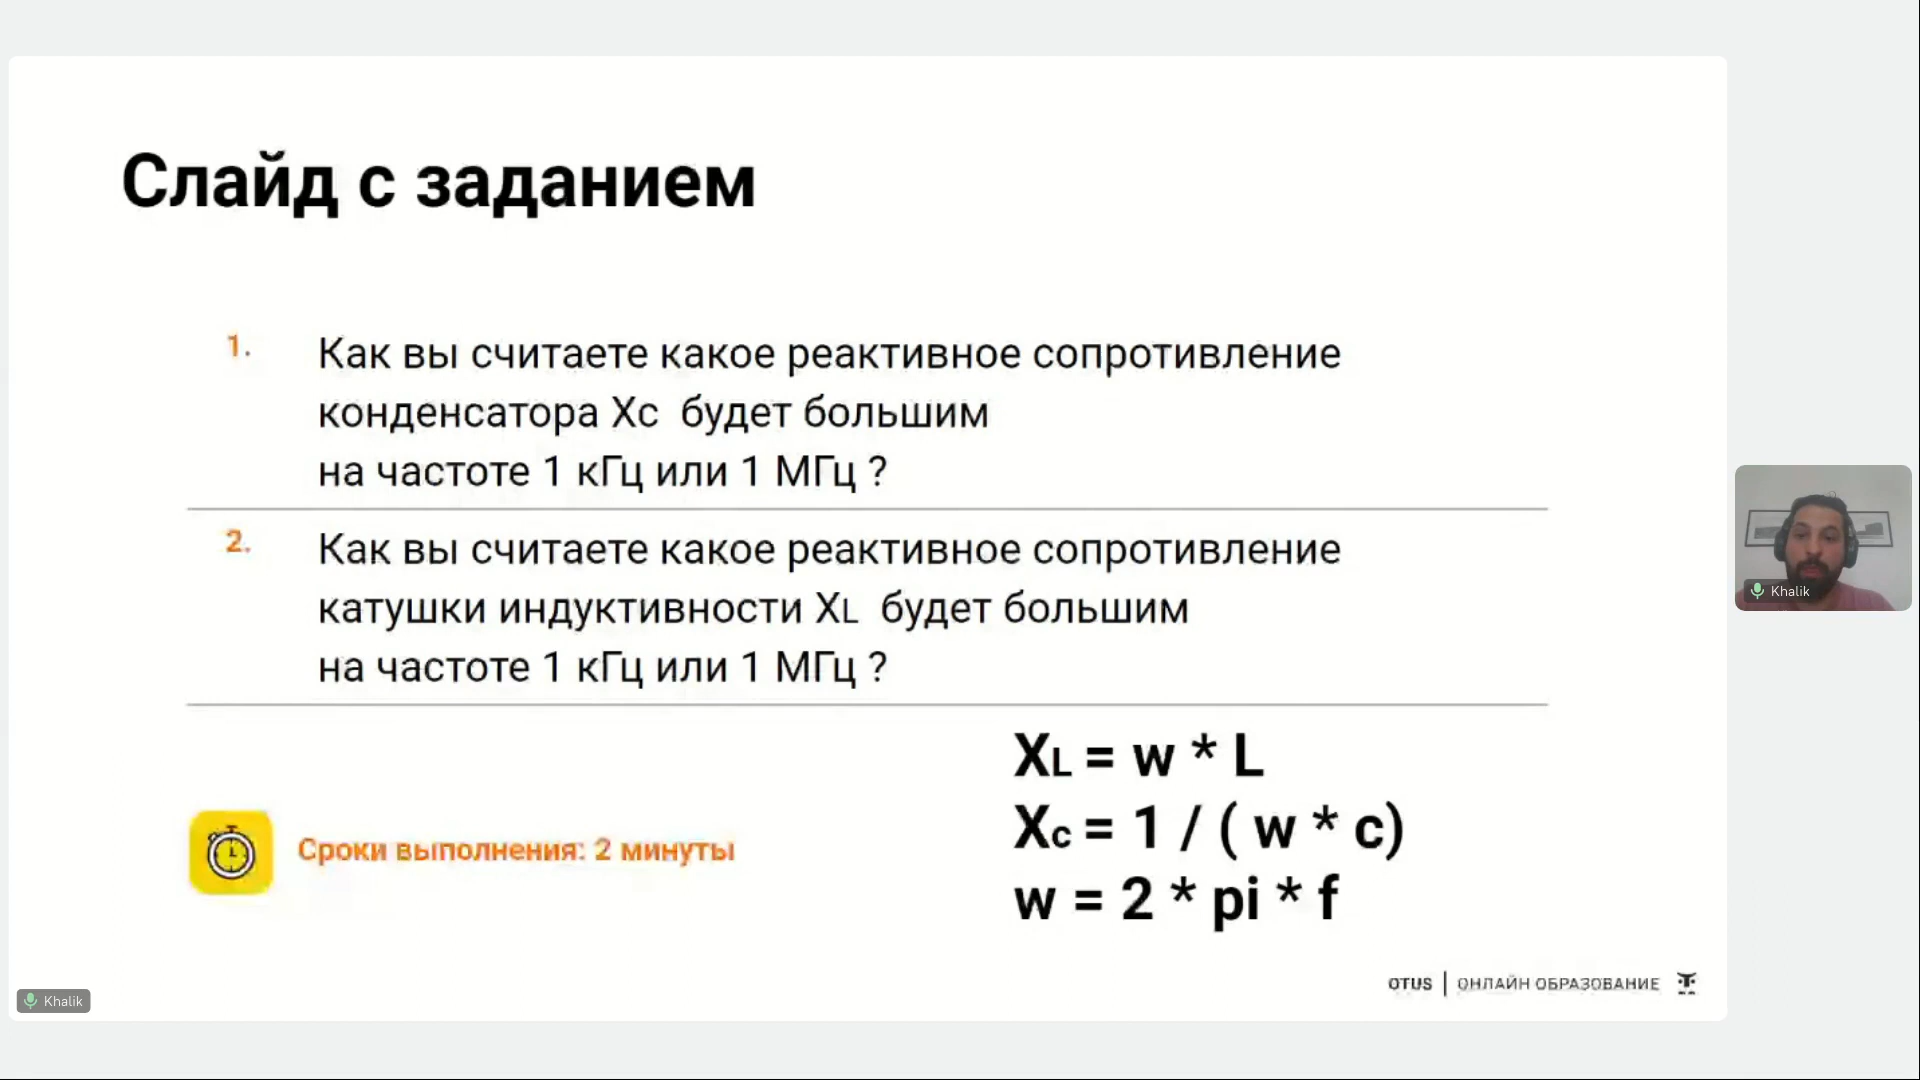 Слайд с заданием
1.
Как вы считаете какое реактивное сопротивление
конденсатора Xc будет большим
на частоте 1 кГц или 1 МГц ?
2.
Как вы считаете какое реактивное сопротивление
катушки индуктивности XL будет большим
на частоте 1 кГц или 1 МГц ?
XL = w * L
Xc = 1 / ( w * c)
w = 2 * pi * f
Сроки выполнения: 2 минуты
OTUS | ОНЛАЙН ОБРАЗОВАНИЕ
Khalik
Khalik